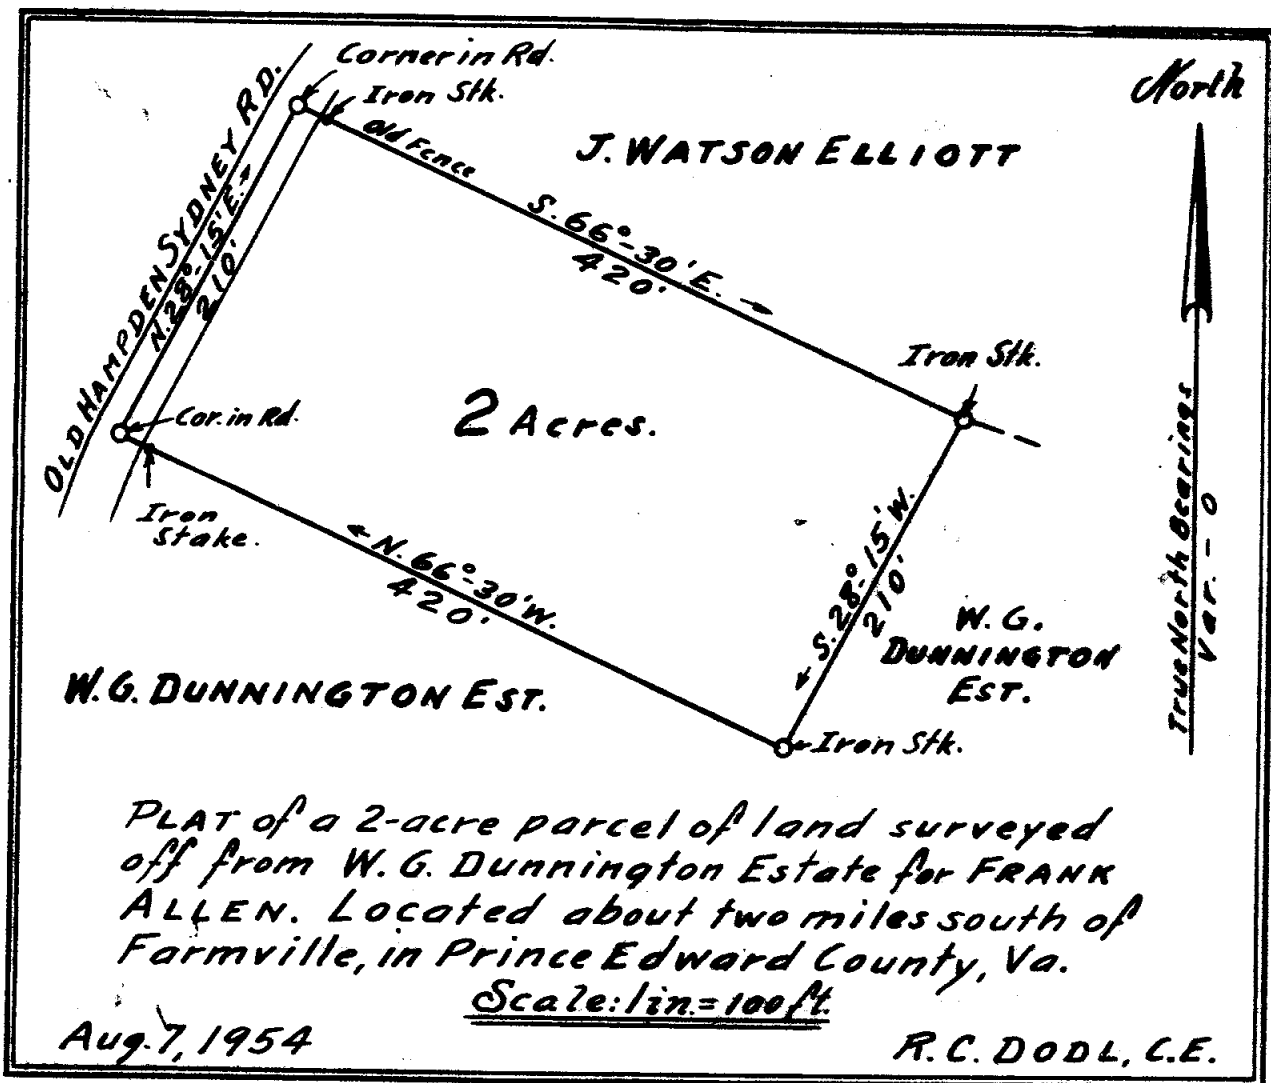 North
Corner in Rd.
Iron Stk.
Old Fence
J. WATSON ELLIOTT
OLD HAMPDEN SYDNEY RD.
N. 28°-15' E.
210'
S. 66°-30' E.
420'
Iron Stk.
Cor. in Rd.
2 Acres.
Iron
Stake.
N. 66°-30' W.
420'
S. 28°-15' W.
210'
W. G.
DUNNINGTON
EST.
True North Bearings
Var. - 0
W. G. DUNNINGTON EST.
Iron Stk.
PLAT of a 2-acre parcel of land surveyed
off from W. G. Dunnington Estate for FRANK
ALLEN. Located about two miles south of
Farmville, in Prince Edward County, Va.
Scale: 1 in. = 100 ft.
Aug. 7, 1954
R. C. DODL, C.E.